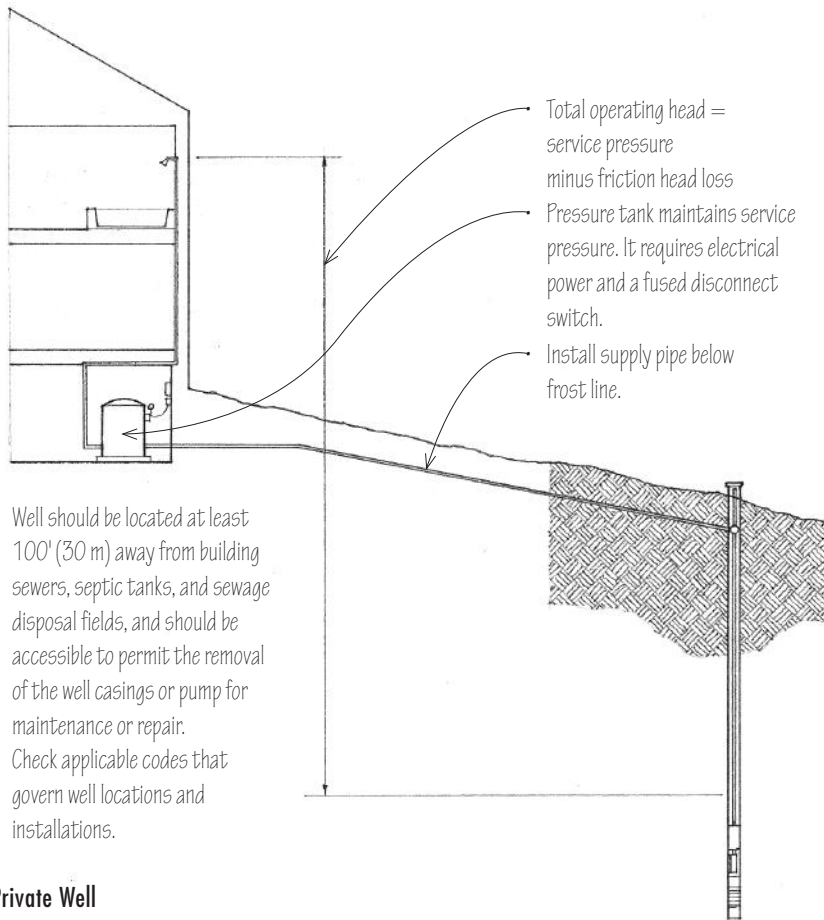 Total operating head =
service pressure
minus friction head loss
Pressure tank maintains service
pressure. It requires electrical
power and a fused disconnect
switch.
Install supply pipe below
frost line.
Well should be located at least
100' (30 m) away from building
sewers, septic tanks, and sewage
disposal fields, and should be
accessible to permit the removal
of the well casings or pump for
maintenance or repair.
Check applicable codes that
govern well locations and
installations.
Private Well